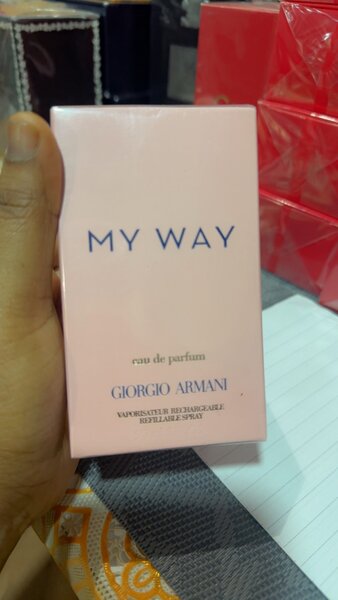 MY WAY
eau de parfum
GIORGIO ARMANI
VAPORISATEUR RECHARGEABLE
REFILLABLE SPRAY